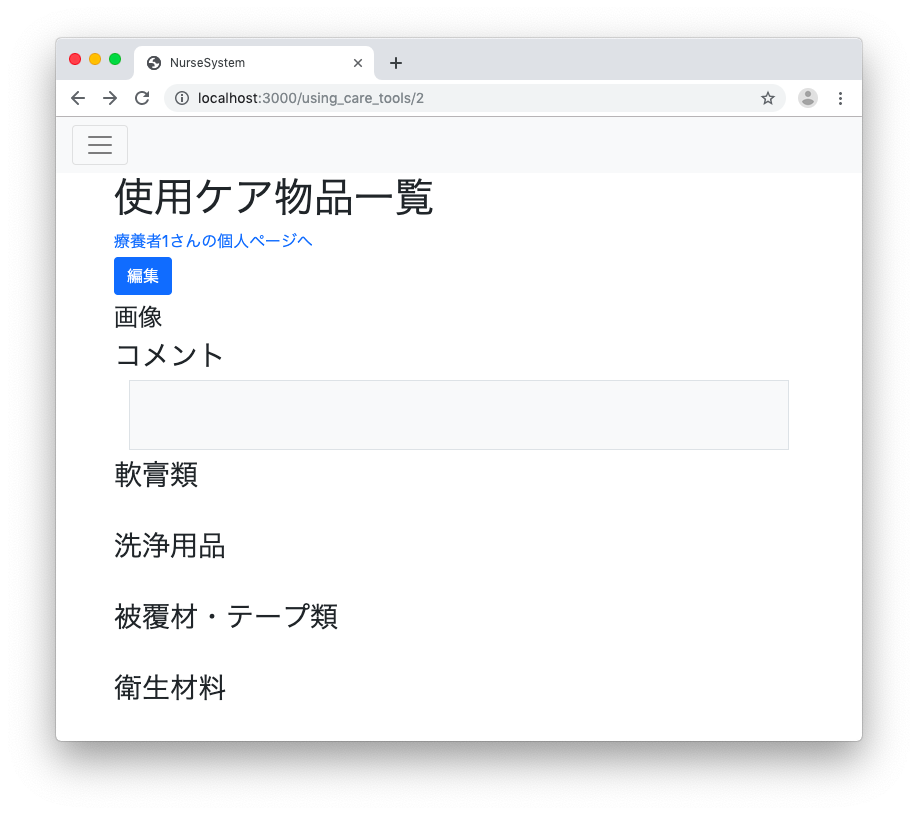 NurseSystem
localhost:3000/using_care_tools/2
使用ケア物品一覧
療養者1さんの個人ページへ
編集
画像
コメント
軟膏類
洗浄用品
被覆材・テープ類
衛生材料